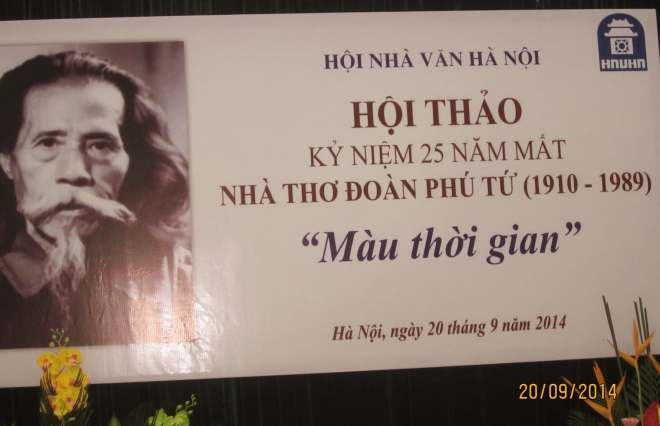 HỘI NHÀ VĂN HÀ NỘI
HNVHN
HỘI THẢO
KỶ NIỆM 25 NĂM MẤT
NHÀ THƠ ĐOÀN PHÚ TỨ (1910 - 1989)
“Màu thời gian”
Hà Nội, ngày 20 tháng 9 năm 2014
20/09/2014